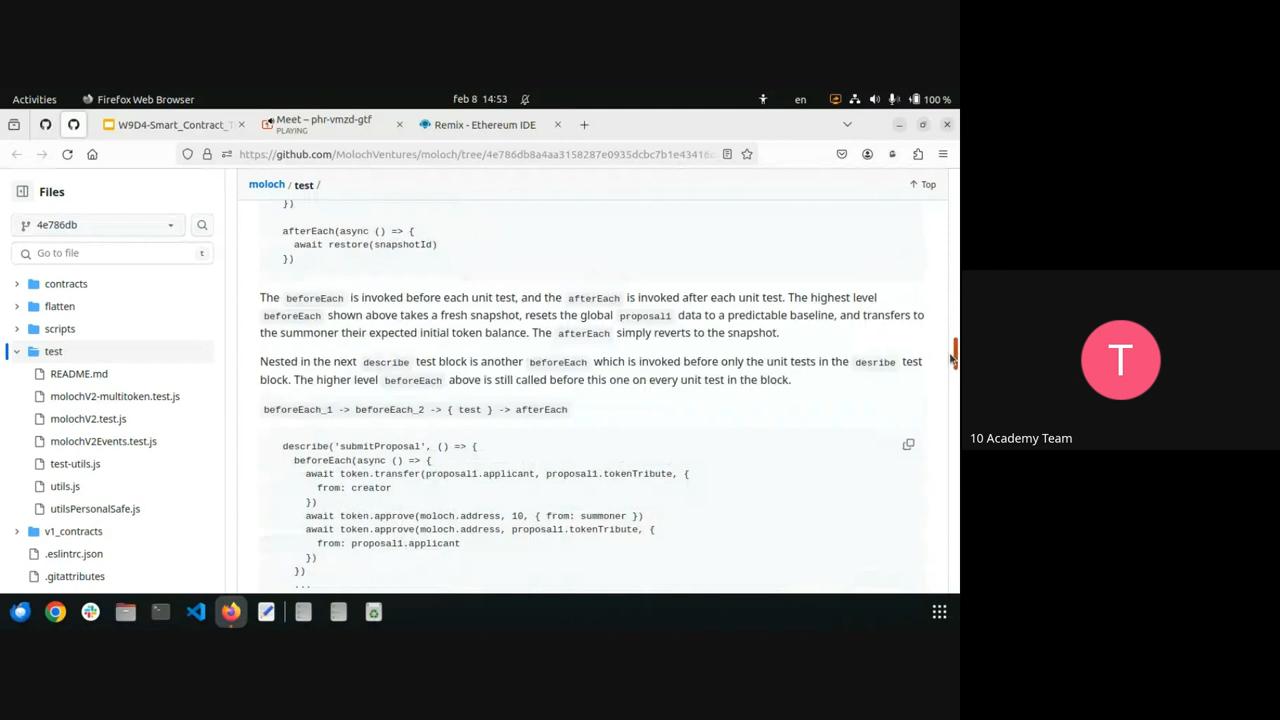 Activities
Firefox Web Browser
feb 8 14:53
en
100 %
W9D4-Smart_Contract_T
Meet – phr-vmzd-gtf
PLAYING
Remix - Ethereum IDE
https://github.com/MolochVentures/moloch/tree/4e786db8a4aa3158287e0935dcbc7b1e43416
Files
moloch / test /
Top
4e786db
Go to file
t
contracts
flatten
scripts
test
README.md
molochV2-multitoken.test.js
molochV2.test.js
molochV2Events.test.js
test-utils.js
utils.js
utilsPersonalSafe.js
v1_contracts
.eslintrc.json
.gitattributes
})
afterEach(async () => {
await restore(snapshotId)
})
The beforeEach is invoked before each unit test, and the afterEach is invoked after each unit test. The highest level
beforeEach shown above takes a fresh snapshot, resets the global proposal1 data to a predictable baseline, and transfers to
the summoner their expected initial token balance. The afterEach simply reverts to the snapshot.
Nested in the next describe test block is another beforeEach which is invoked before only the unit tests in the desribe test
block. The higher level beforeEach above is still called before this one on every unit test in the block.
beforeEach_1 -> beforeEach_2 -> { test } -> afterEach
describe('submitProposal', () => {
beforeEach(async () => {
await token.transfer(proposal1.applicant, proposal1.tokenTribute, {
from: creator
})
await token.approve(moloch.address, 10, { from: summoner })
await token.approve(moloch.address, proposal1.tokenTribute, {
from: proposal1.applicant
})
})
...
T
10 Academy Team